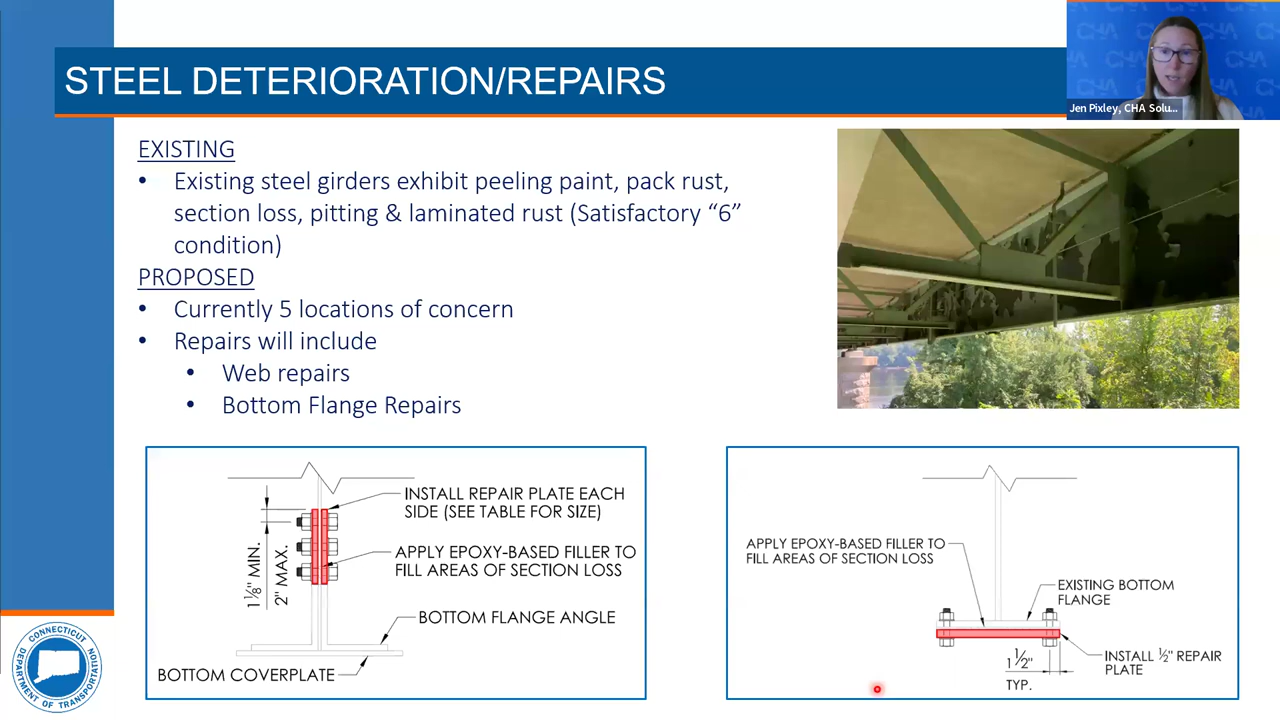 STEEL DETERIORATION/REPAIRS
Jen Pixley, CHA Solu...
EXISTING
• Existing steel girders exhibit peeling paint, pack rust,
section loss, pitting & laminated rust (Satisfactory “6”
condition)
PROPOSED
• Currently 5 locations of concern
• Repairs will include
• Web repairs
• Bottom Flange Repairs
INSTALL REPAIR PLATE EACH
SIDE (SEE TABLE FOR SIZE)
APPLY EPOXY-BASED FILLER TO
FILL AREAS OF SECTION LOSS
1⅛" MIN.
2" MAX.
BOTTOM FLANGE ANGLE
BOTTOM COVERPLATE
APPLY EPOXY-BASED FILLER TO
FILL AREAS OF SECTION LOSS
EXISTING BOTTOM
FLANGE
INSTALL ½" REPAIR
PLATE
1½"
TYP.
CONNECTICUT
DEPARTMENT OF TRANSPORTATION
CHA